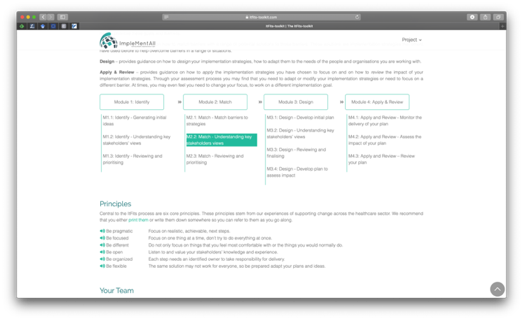 itfits-toolkit.com
itfits-toolkit | The itFits-toolkit
ImpleMentAll
Project
need used before to help overcome barriers in a range of situations.
Design - provides guidance on how to design your implementation strategies, how to adapt them to the needs of the people and organisations you are working with.
Apply & Review - provides guidance on how to apply the implementation strategies you have chosen to focus on and on how to review the impact of your
implementation strategies. Through your assessment process you may find that you need to adapt or modify your implementation strategies or need to focus on
a different barrier. At times, you may even feel you need to change your focus, to work on a different implementation goal.
Module 1: Identify
Module 2: Match
Module 3: Design
Module 4: Apply & Review
M1.1: Identify - Generating initial
ideas
M1.2: Identify - Understanding key
stakeholders' views
M1.3: Identify - Reviewing and
prioritising
M2.1: Match - Match barriers to
strategies
M2.2: Match - Understanding key
stakeholders views
M2.3: Match - Reviewing and
prioritising
M3.1: Design - Develop initial plan
M3.2: Design - Understanding key
stakeholders' views
M3.3: Design - Reviewing and
finalising
M3.4: Design - Develop plan to
assess impact
M4.1: Apply and Review - Monitor the
delivery of your plan
M4.2: Apply and Review - Assess the
impact of your plan
M4.3: Apply and Review - Review
your plan
Principles
Central to the itFits process are six core principles. These principles stem from our experiences of supporting change across the healthcare sector. We recommend
that you either print them or write them down somewhere so you can refer to them as you go along.
Be pragmatic Focus on realistic, achievable, next steps.
Be focused Focus on one thing at a time, don't try to do everything at once.
Be different Do not only focus on things that you feel most comfortable with or the things you would normally do.
Be open Listen to and value your stakeholders' knowledge and experience.
Be organised Each step needs an identified owner to take responsibility for delivery.
Be flexible The same solution may not work for everyone, so be prepared adapt your plans and ideas.
Your Team